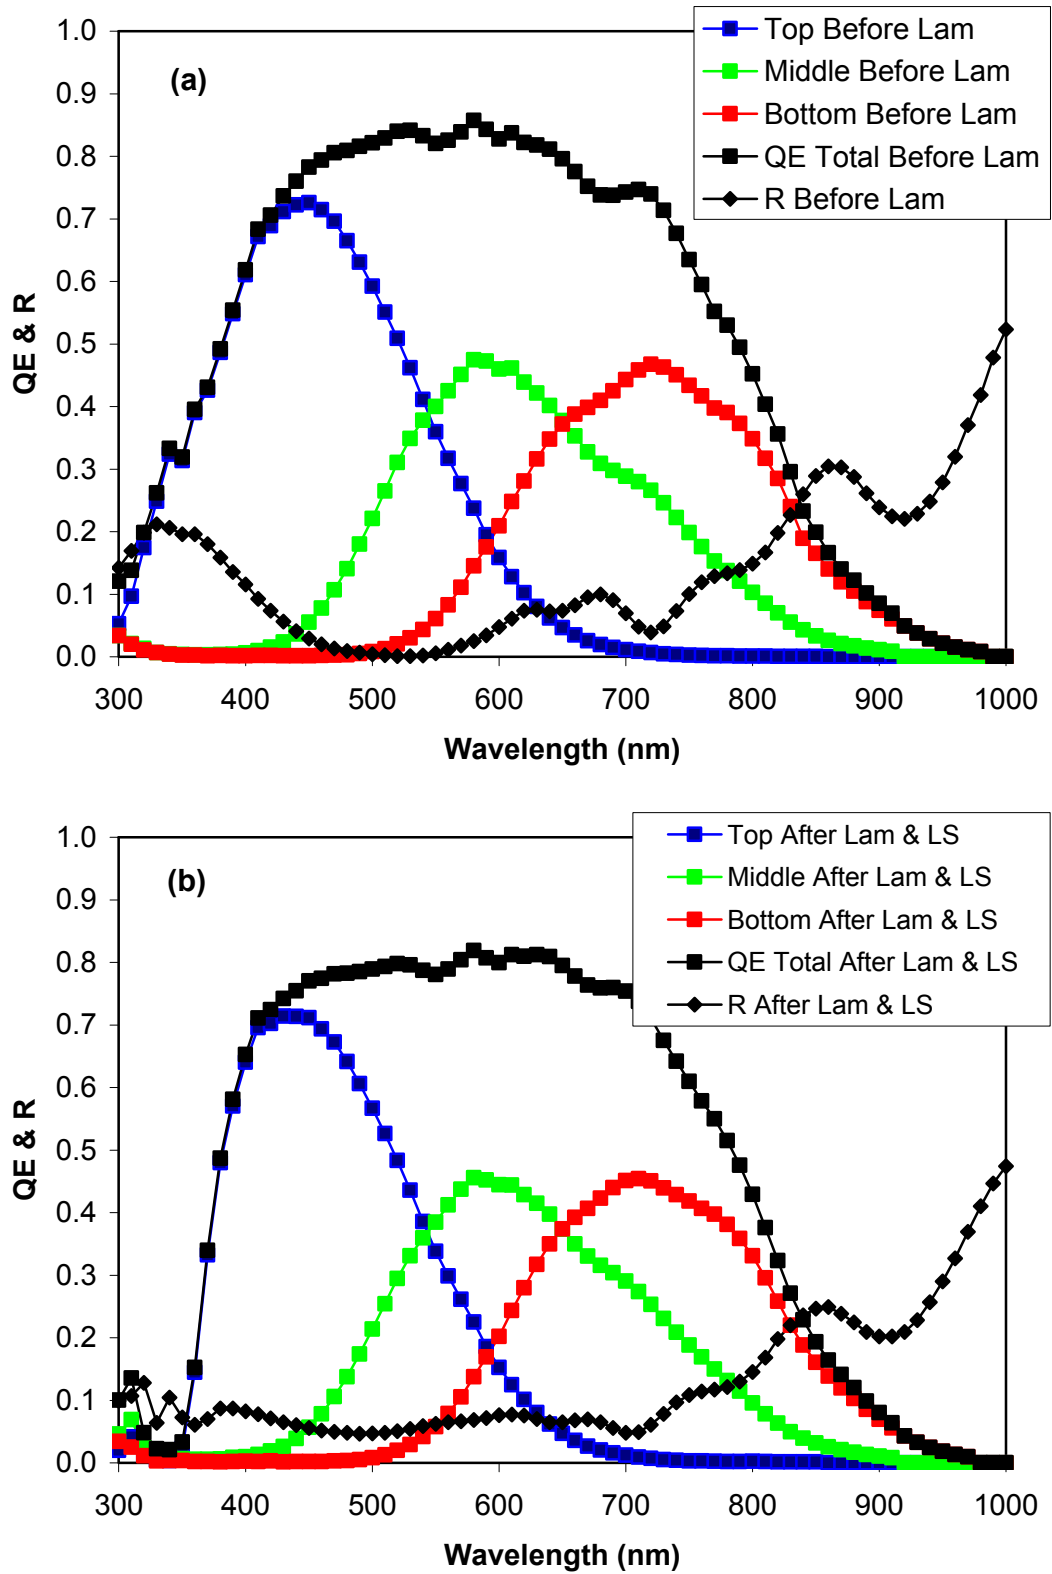 1.0
0.9
0.8
0.7
0.6
0.5
0.4
0.3
0.2
0.1
0.0
QE & R
(a)
Top Before Lam
Middle Before Lam
Bottom Before Lam
QE Total Before Lam
R Before Lam
300 400 500 600 700 800 900 1000
Wavelength (nm)
1.0
0.9
0.8
0.7
0.6
0.5
0.4
0.3
0.2
0.1
0.0
QE & R
(b)
Top After Lam & LS
Middle After Lam & LS
Bottom After Lam & LS
QE Total After Lam & LS
R After Lam & LS
300 400 500 600 700 800 900 1000
Wavelength (nm)